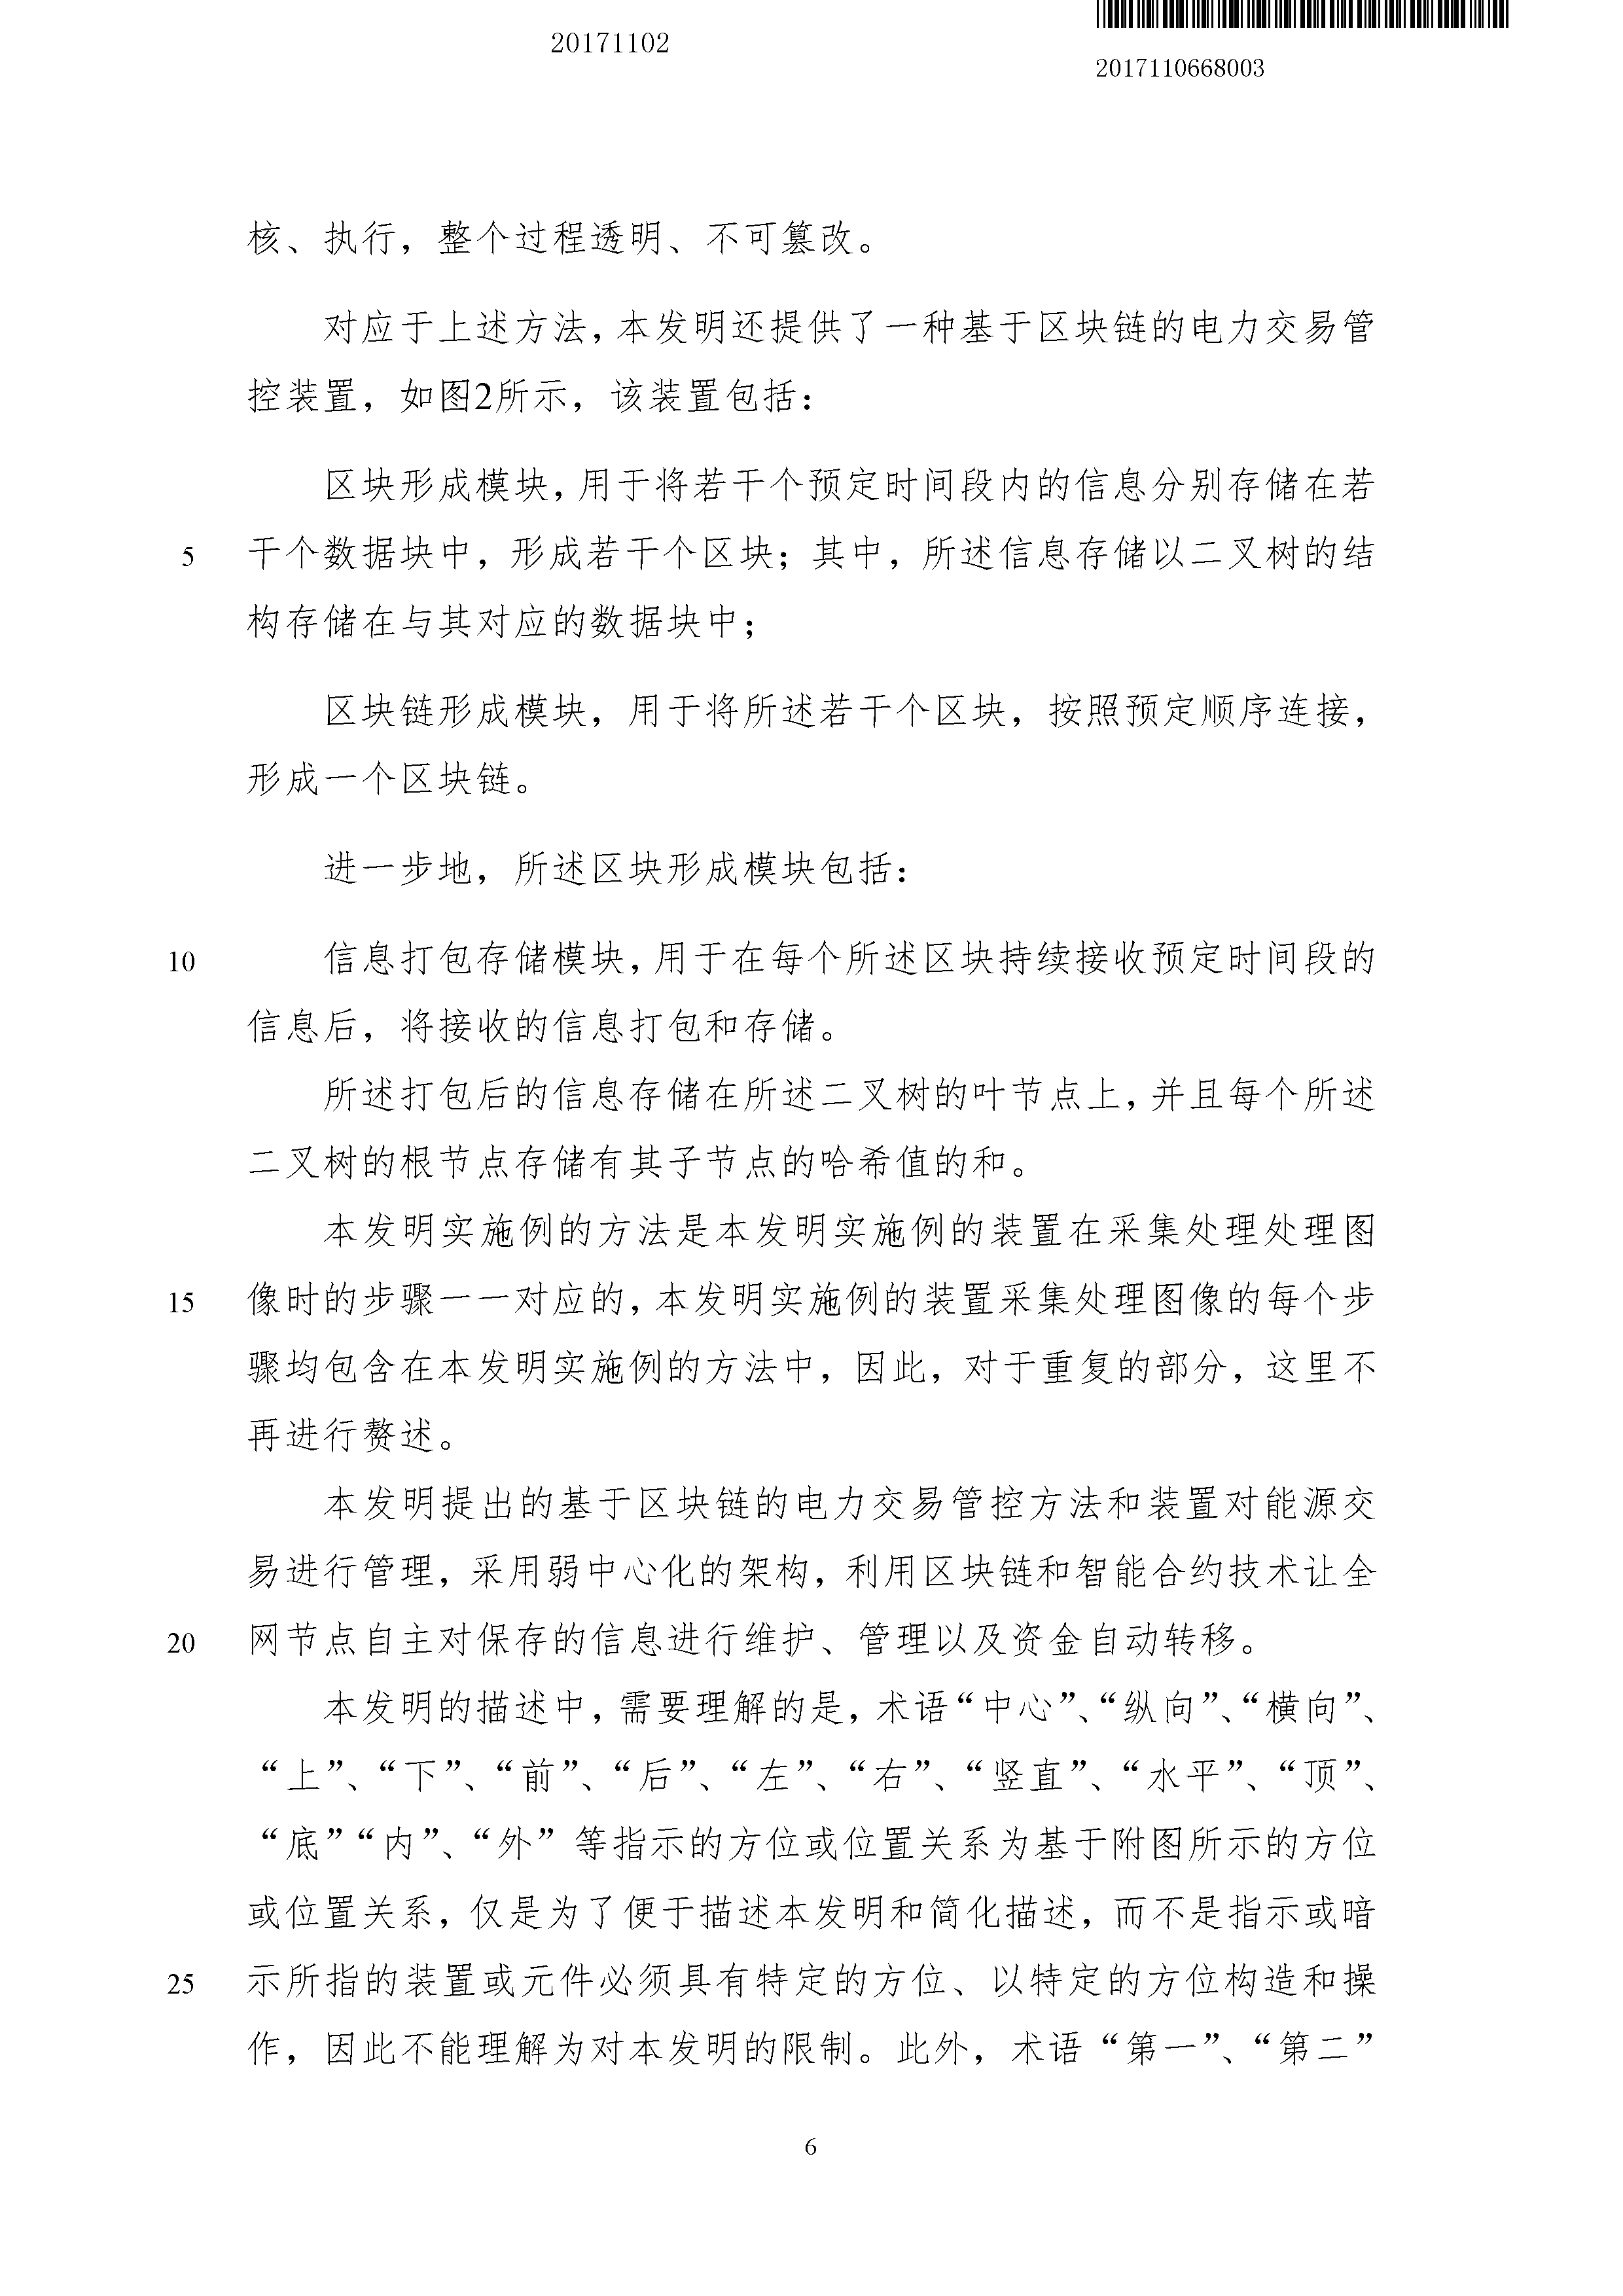 20171102
2017110668003
核、执行，整个过程透明、不可篡改。
对应于上述方法，本发明还提供了一种基于区块链的电力交易管
控装置，如图2所示，该装置包括：
区块形成模块，用于将若干个预定时间段内的信息分别存储在若
5 干个数据块中，形成若干个区块；其中，所述信息存储以二叉树的结
构存储在与其对应的数据块中；
区块链形成模块，用于将所述若干个区块，按照预定顺序连接，
形成一个区块链。
进一步地，所述区块形成模块包括：
10 信息打包存储模块，用于在每个所述区块持续接收预定时间段的
信息后，将接收的信息打包和存储。
所述打包后的信息存储在所述二叉树的叶节点上，并且每个所述
二叉树的根节点存储有其子节点的哈希值的和。
本发明实施例的方法是本发明实施例的装置在采集处理处理图
15 像时的步骤一一对应的，本发明实施例的装置采集处理图像的每个步
骤均包含在本发明实施例的方法中，因此，对于重复的部分，这里不
再进行赘述。
本发明提出的基于区块链的电力交易管控方法和装置对能源交
易进行管理，采用弱中心化的架构，利用区块链和智能合约技术让全
20 网节点自主对保存的信息进行维护、管理以及资金自动转移。
本发明的描述中，需要理解的是，术语“中心”、“纵向”、“横向”、
“上”、“下”、“前”、“后”、“左”、“右”、“竖直”、“水平”、“顶”、
“底”“内”、“外”等指示的方位或位置关系为基于附图所示的方位
或位置关系，仅是为了便于描述本发明和简化描述，而不是指示或暗
25 示所指的装置或元件必须具有特定的方位、以特定的方位构造和操
作，因此不能理解为对本发明的限制。此外，术语“第一”、“第二”
6